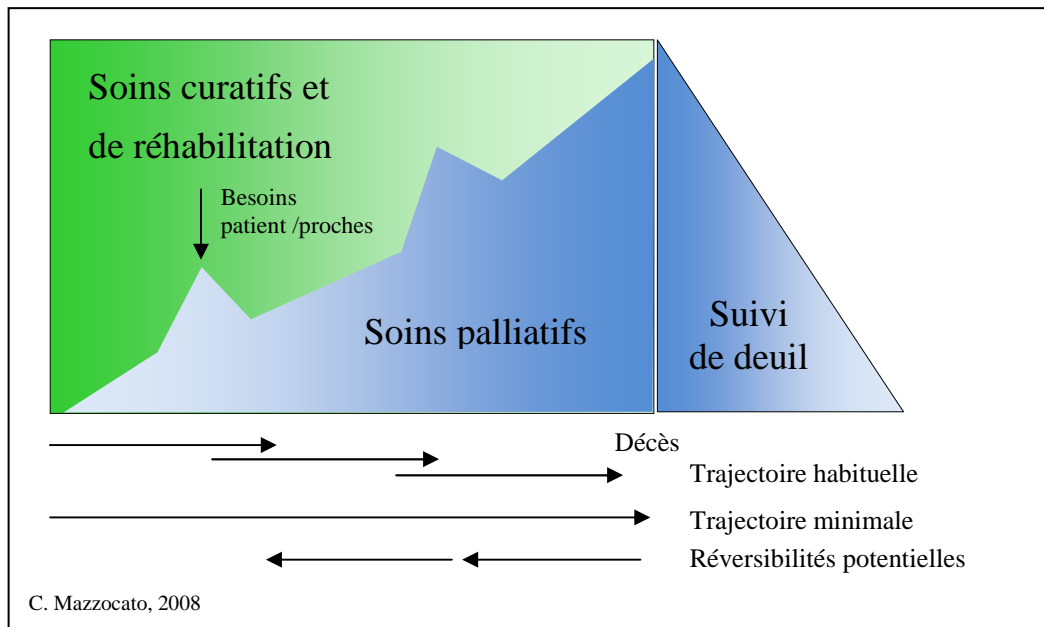 Soins curatifs et
de réhabilitation
Besoins
patient /proches
Soins palliatifs
Suivi
de deuil
Décès
Trajectoire habituelle
Trajectoire minimale
Réversibilités potentielles
C. Mazzocato, 2008